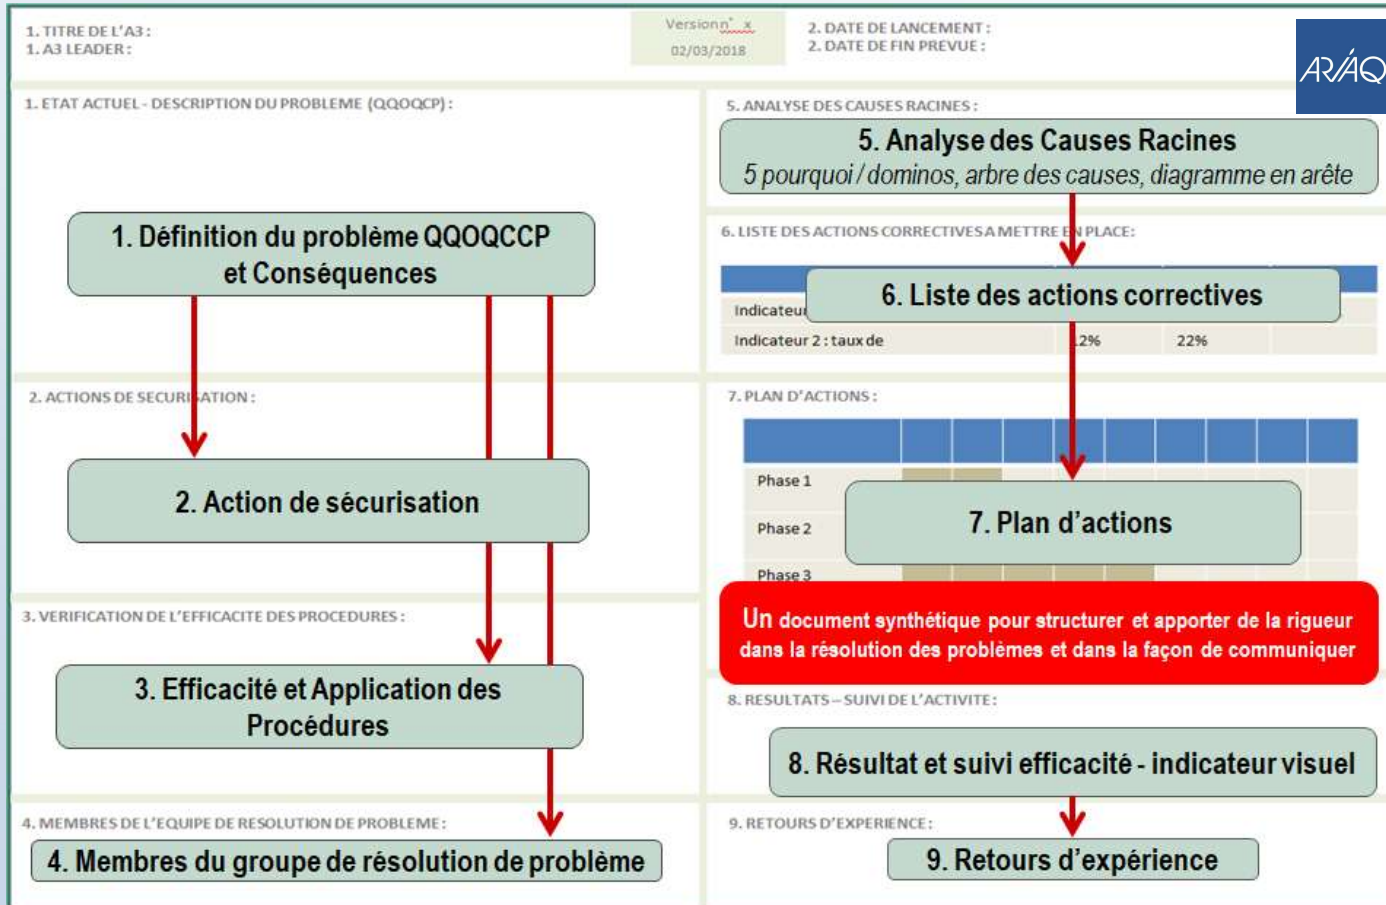 1. TITRE DE L'A3 :
1. A3 LEADER :
Version n° x
02/03/2018
2. DATE DE LANCEMENT :
2. DATE DE FIN PREVUE :
ARIAQ
1. ETAT ACTUEL - DESCRIPTION DU PROBLEME (QQOQCP) :
1. Définition du problème QQOQCCP
et Conséquences
2. ACTIONS DE SECURISATION :
2. Action de sécurisation
3. VERIFICATION DE L'EFFICACITE DES PROCEDURES :
3. Efficacité et Application des
Procédures
4. MEMBRES DE L'EQUIPE DE RESOLUTION DE PROBLEME :
4. Membres du groupe de résolution de problème
5. ANALYSE DES CAUSES RACINES :
5. Analyse des Causes Racines
5 pourquoi / dominos, arbre des causes, diagramme en arête
6. LISTE DES ACTIONS CORRECTIVES A METTRE EN PLACE :
6. Liste des actions correctives
Indicateur
Indicateur 2 : taux de 22%
7. PLAN D'ACTIONS :
Phase 1
7. Plan d'actions
Phase 2
Phase 3
Un document synthétique pour structurer et apporter de la rigueur
dans la résolution des problèmes et dans la façon de communiquer
8. RESULTATS – SUIVI DE L'ACTIVITE :
8. Résultat et suivi efficacité - indicateur visuel
9. RETOURS D'EXPERIENCE :
9. Retours d'expérience